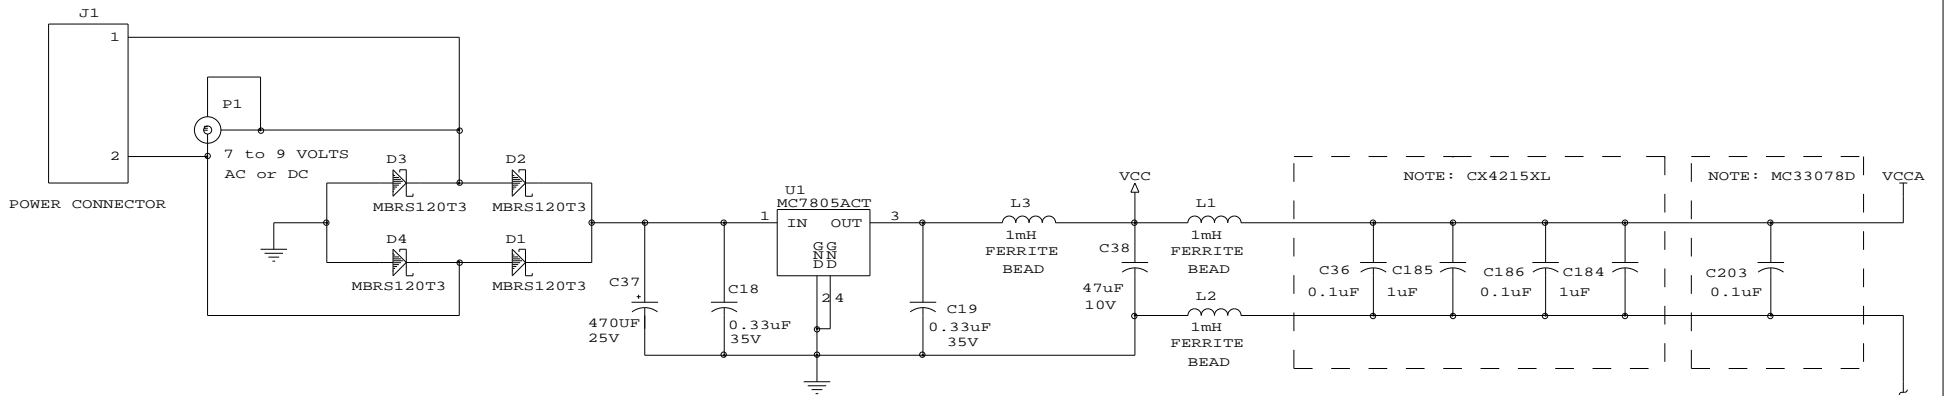 J1
1
2
POWER CONNECTOR
P1
7 to 9 VOLTS
AC or DC
D3
MBRS120T3
D2
MBRS120T3
D4
MBRS120T3
D1
MBRS120T3
C37
+
470UF
25V
C18
0.33uF
35V
U1
MC7805ACT
1
IN
OUT
3
GND
GND
2
4
C19
0.33uF
35V
L3
1mH
FERRITE
BEAD
VCC
C38
47uF
10V
L1
1mH
FERRITE
BEAD
L2
1mH
FERRITE
BEAD
NOTE: CX4215XL
C36
0.1uF
C185
1uF
C186
0.1uF
C184
1uF
NOTE: MC33078D
C203
0.1uF
VCCA